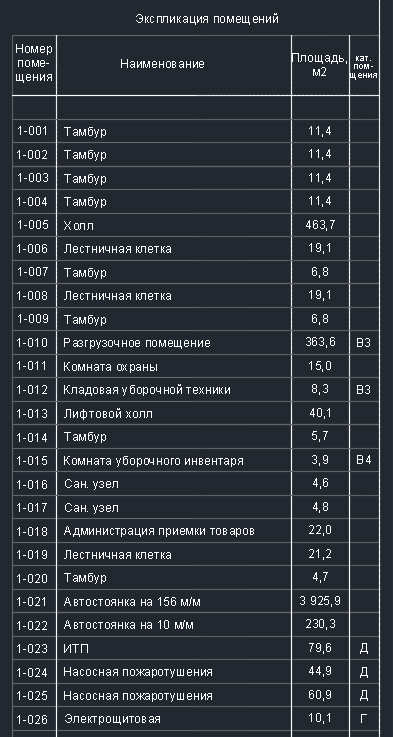 Экспликация помещений
Номер поме- щения Наименование Площадь, м2 кат. пом- щения
1-001 Тамбур 11,4
1-002 Тамбур 11,4
1-003 Тамбур 11,4
1-004 Тамбур 11,4
1-005 Холл 463,7
1-006 Лестничная клетка 19,1
1-007 Тамбур 6,8
1-008 Лестничная клетка 19,1
1-009 Тамбур 6,8
1-010 Разгрузочное помещение 363,6 В3
1-011 Комната охраны 15,0
1-012 Кладовая уборочной техники 8,3 В3
1-013 Лифтовой холл 40,1
1-014 Тамбур 5,7
1-015 Комната уборочного инвентаря 3,9 В4
1-016 Сан. узел 4,6
1-017 Сан. узел 4,8
1-018 Администрация приемки товаров 22,0
1-019 Лестничная клетка 21,2
1-020 Тамбур 4,7
1-021 Автостоянка на 156 м/м 3 925,9
1-022 Автостоянка на 10 м/м 230,3
1-023 ИТП 79,6 Д
1-024 Насосная пожаротушения 44,9 Д
1-025 Насосная пожаротушения 60,9 Д
1-026 Электрощитовая 10,1 Г